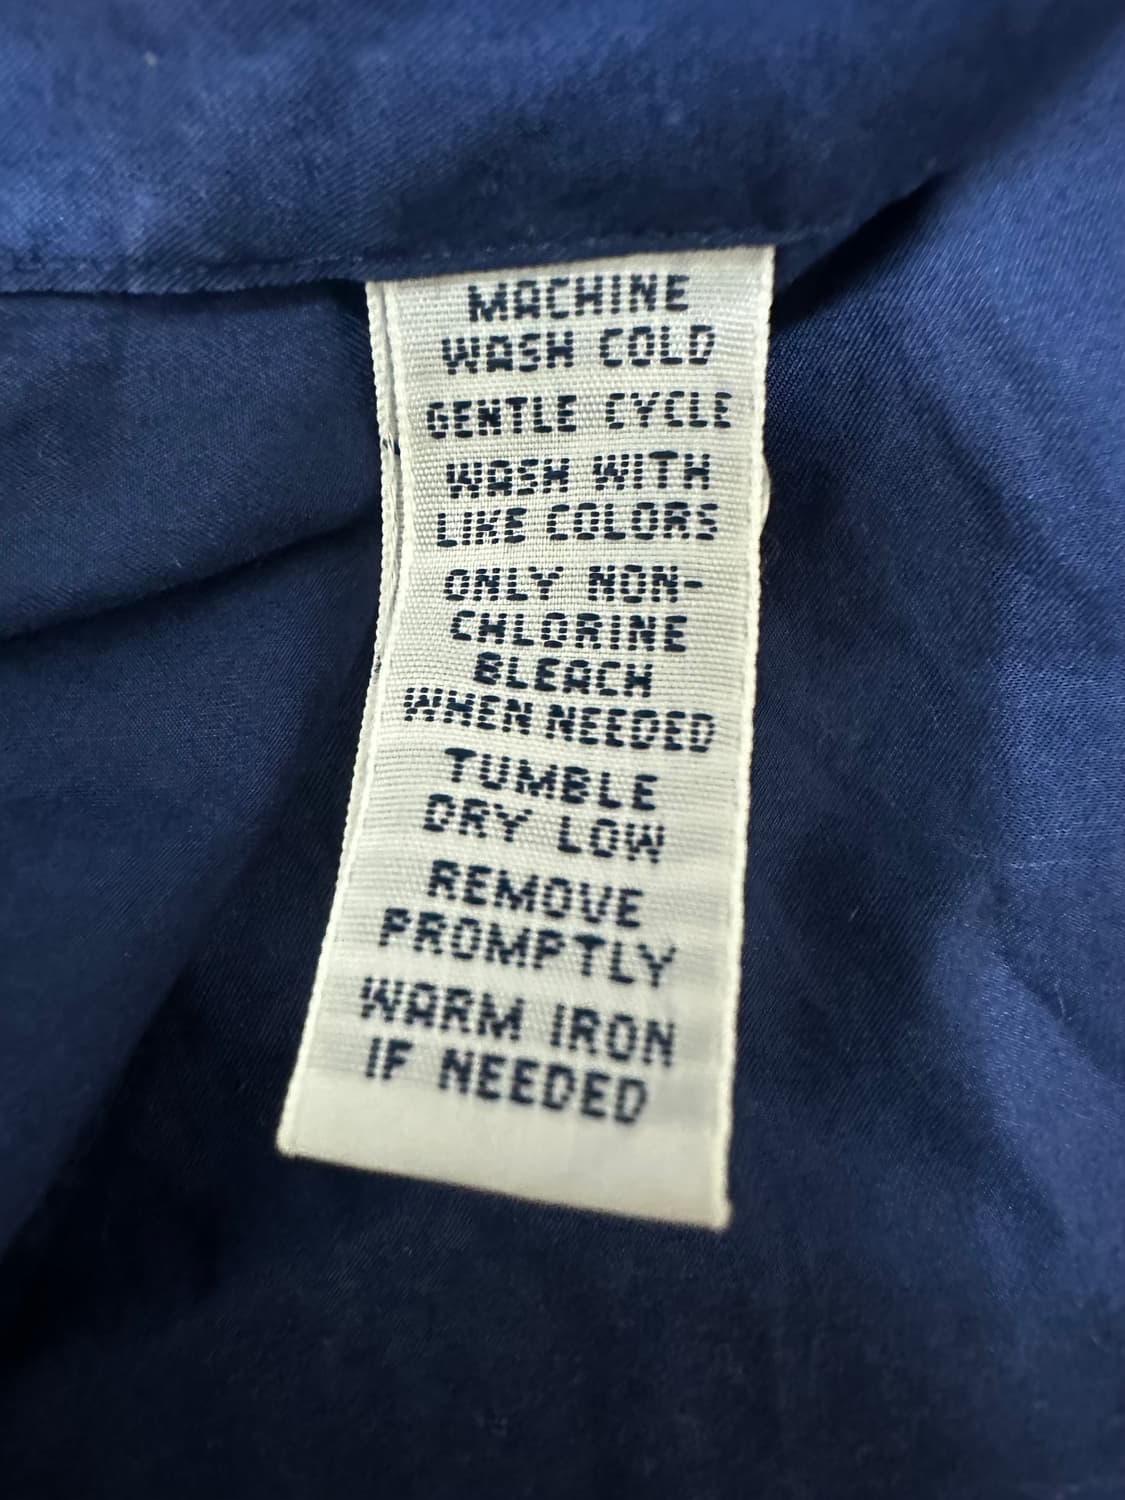 MACHINE
WASH COLD
GENTLE CYCLE
WASH WITH
LIKE COLORS
ONLY NON-
CHLORINE
BLEACH
WHEN NEEDED
TUMBLE
DRY LOW
REMOVE
PROMPTLY
WARM IRON
IF NEEDED